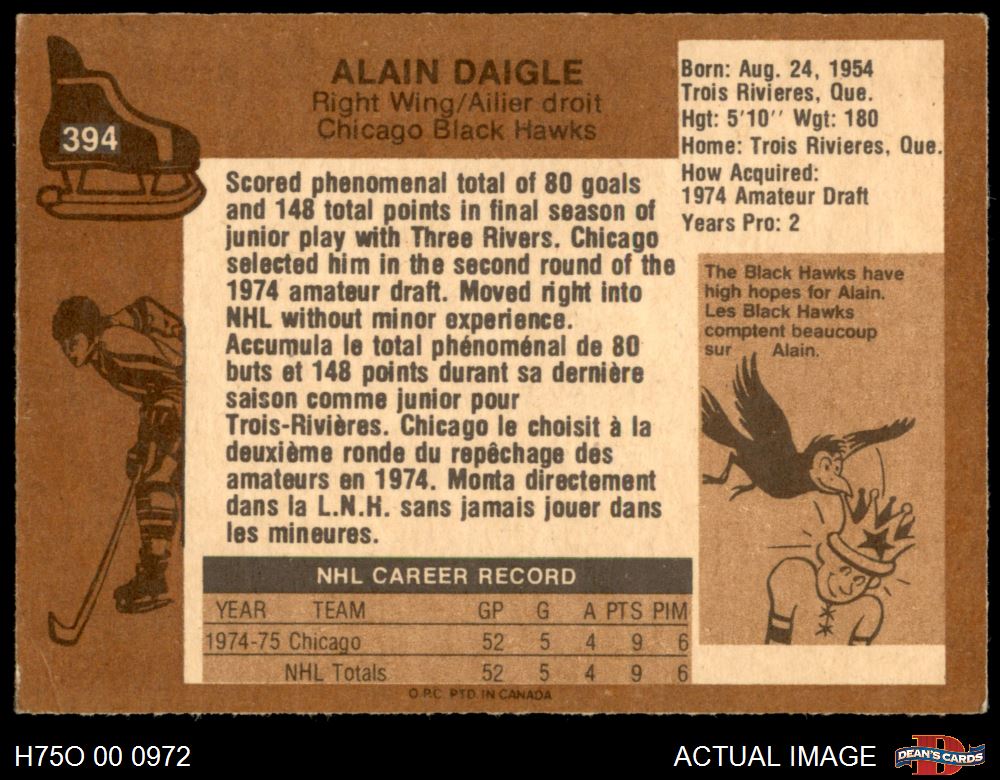 394
ALAIN DAIGLE
Right Wing/Ailier droit
Chicago Black Hawks
Born: Aug. 24, 1954
Trois Rivieres, Que.
Hgt: 5'10'' Wgt: 180
Home: Trois Rivieres, Que.
How Acquired:
1974 Amateur Draft
Years Pro: 2
Scored phenomenal total of 80 goals
and 148 total points in final season of
junior play with Three Rivers. Chicago
selected him in the second round of the
1974 amateur draft. Moved right into
NHL without minor experience.
Accumula le total phénoménal de 80
buts et 148 points durant sa dernière
saison comme junior pour
Trois-Rivières. Chicago le choisit à la
deuxième ronde du repêchage des
amateurs en 1974. Monta directement
dans la L.N.H. sans jamais jouer dans
les mineures.
The Black Hawks have
high hopes for Alain.
Les Black Hawks
comptent beaucoup
sur Alain.
NHL CAREER RECORD
YEAR TEAM GP G A PTS PIM
1974-75 Chicago 52 5 4 9 6
NHL Totals 52 5 4 9 6
O.P.C. PTD. IN CANADA
H75O 00 0972
ACTUAL IMAGE
D
DEAN'S CARDS